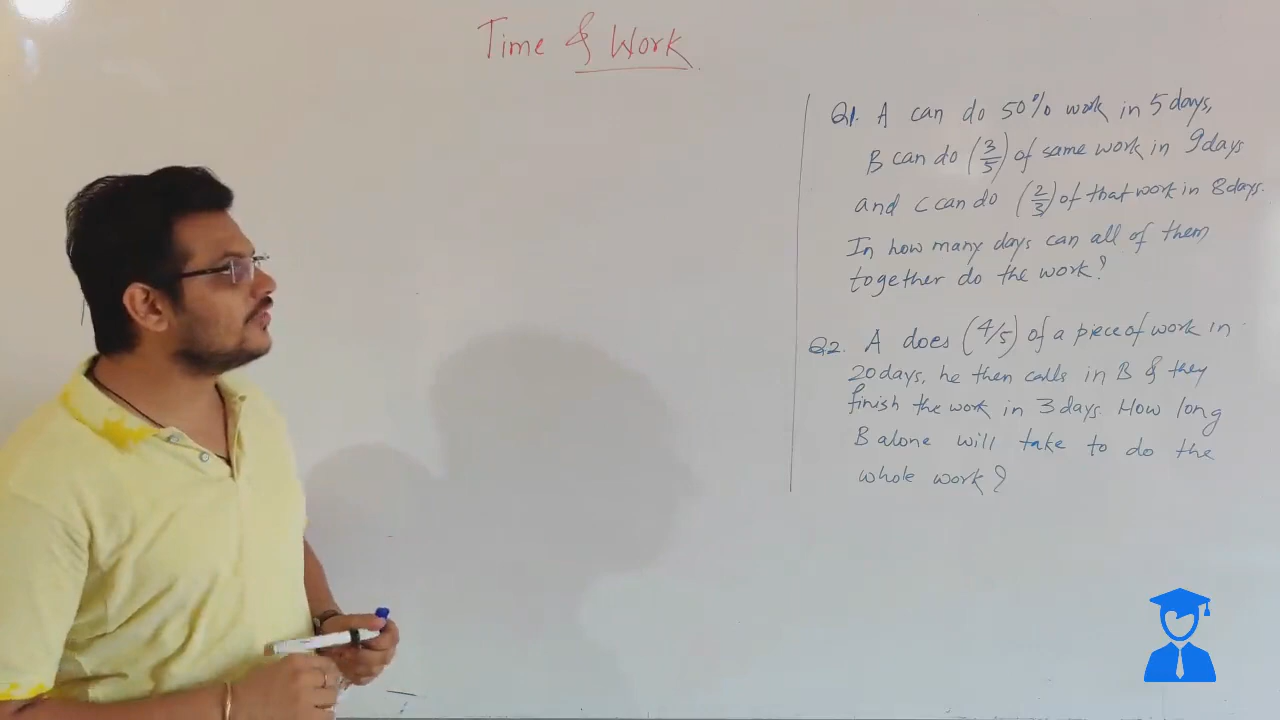 Time & Work
Q1. A can do 50% work in 5 days,
B can do (3/5) of same work in 9 days
and C can do (2/3) of that work in 8 days.
In how many days can all of them
together do the work?
Q2. A does (4/5) of a piece of work in
20 days, he then calls in B & they
finish the work in 3 days. How long
B alone will take to do the
whole work?